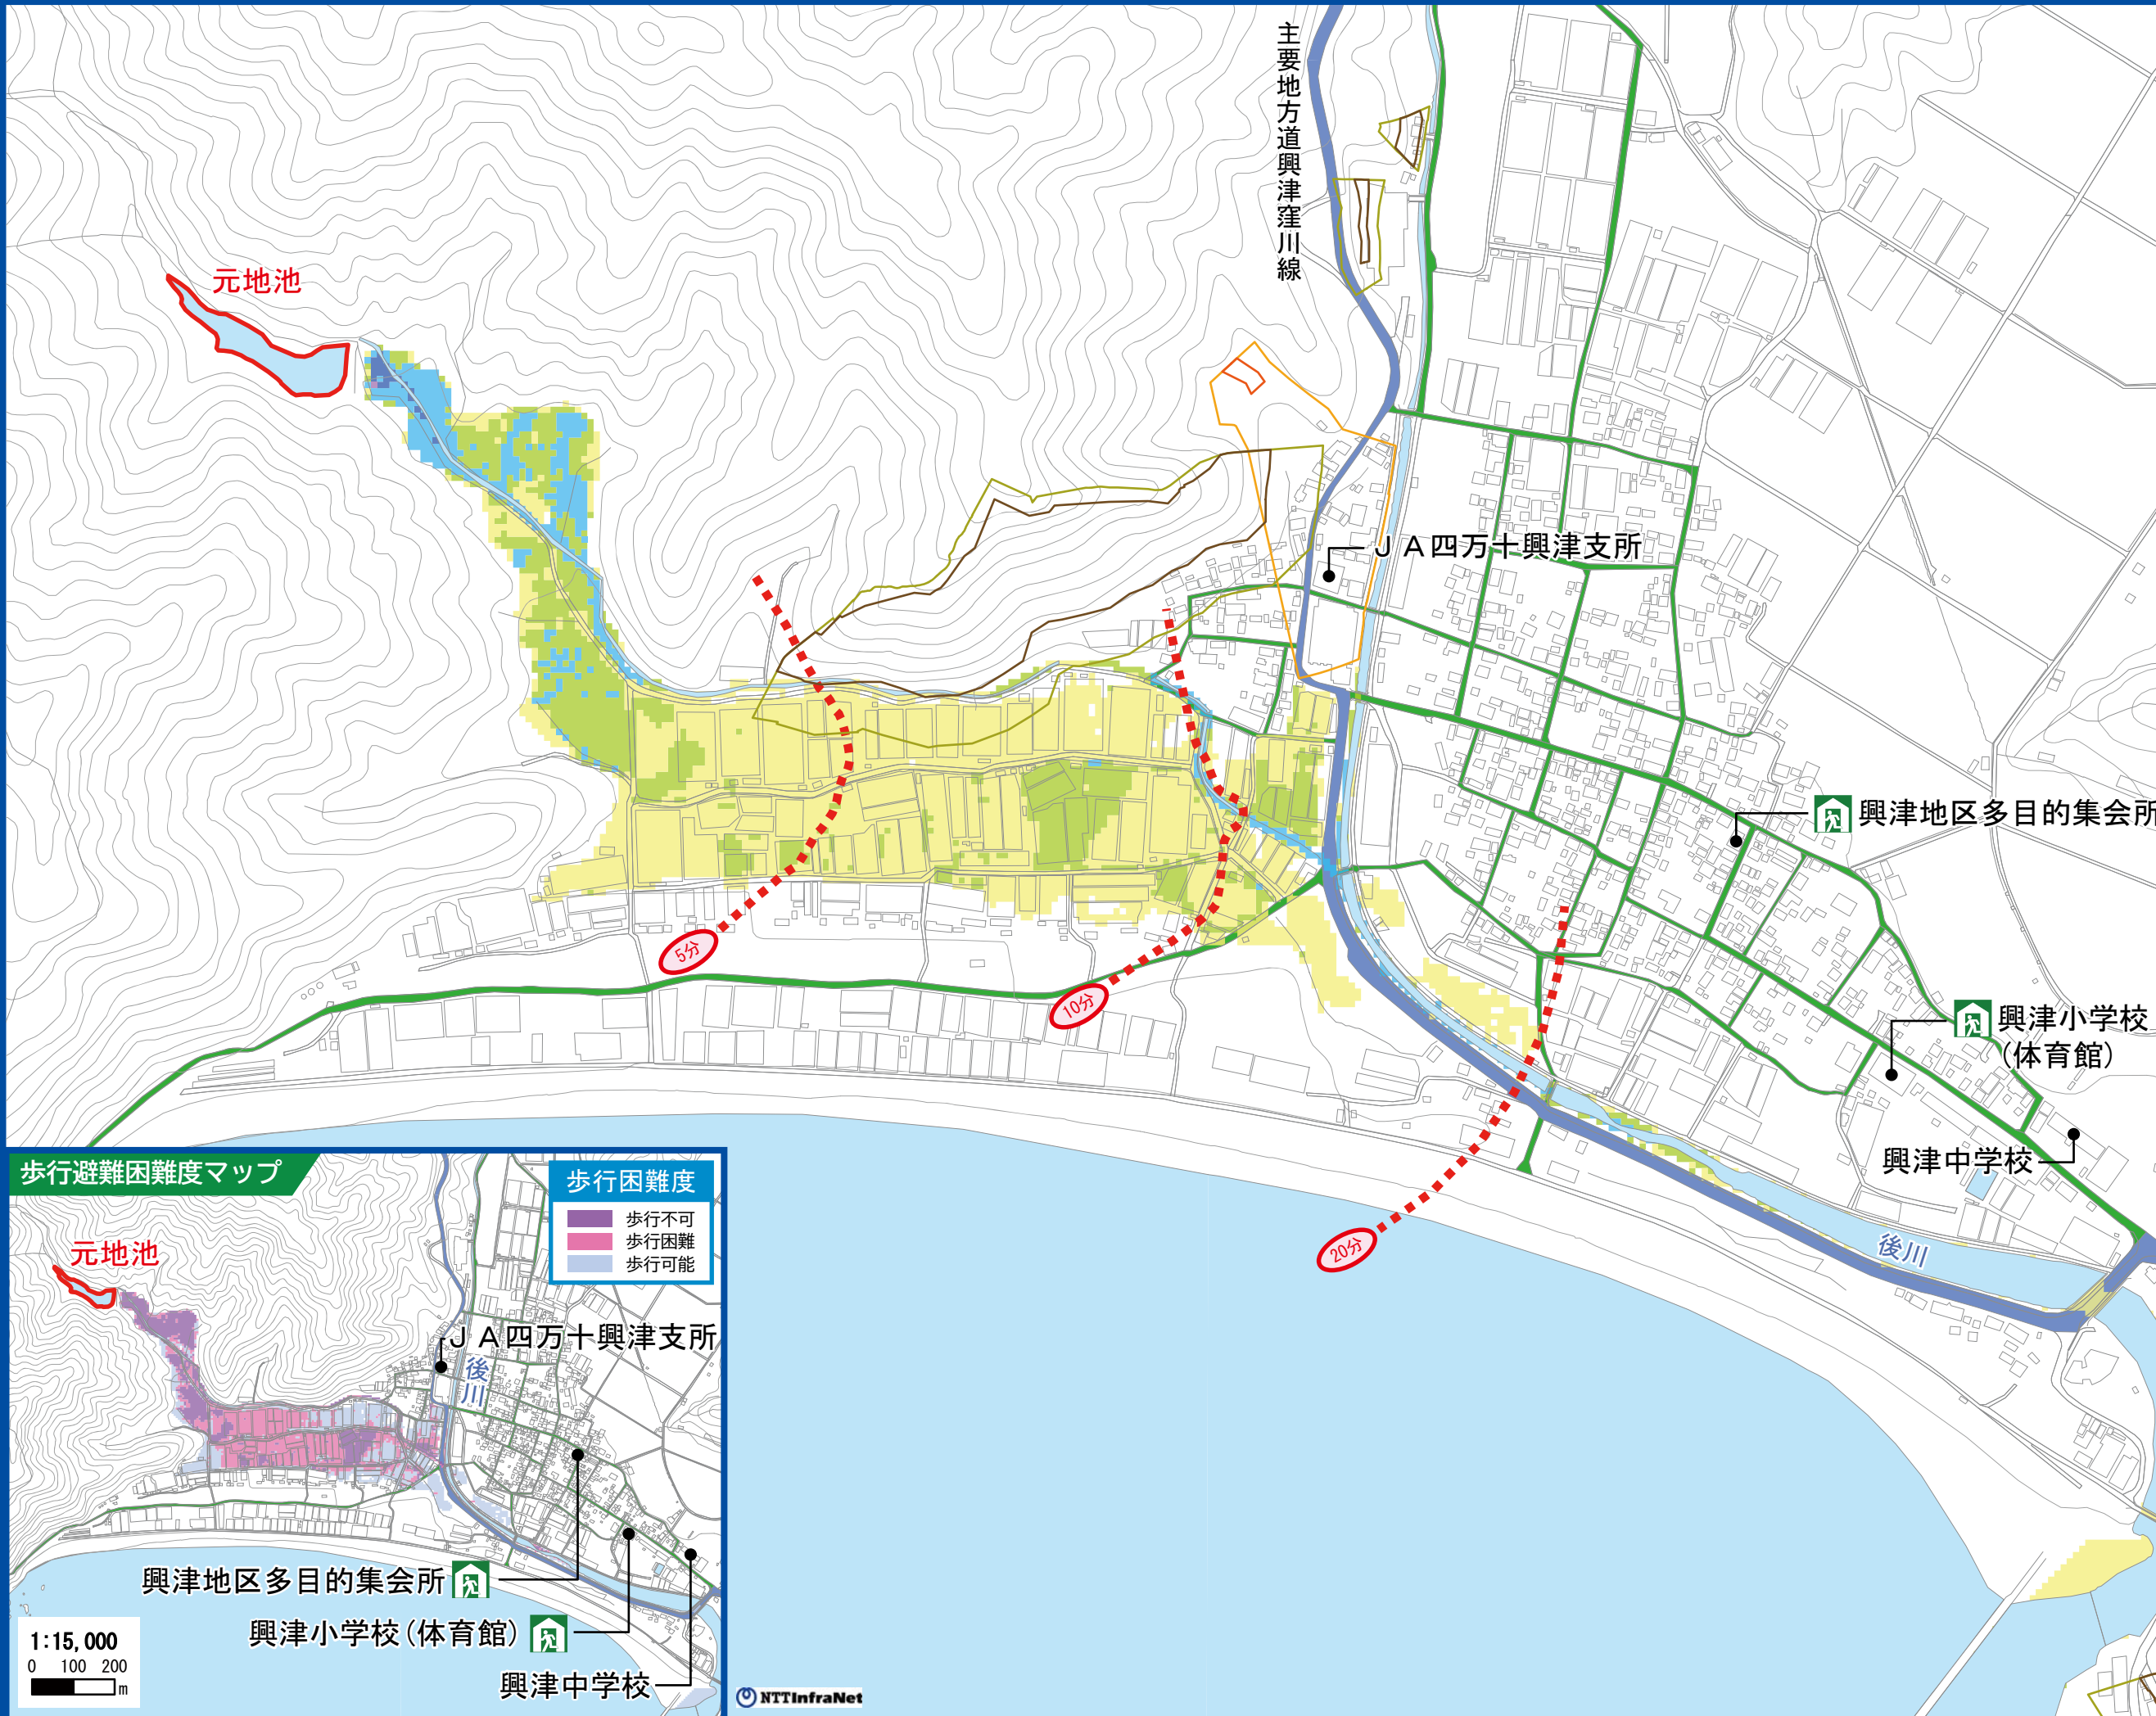 主要地方道興津窪川線
元地池
ＪＡ四万十興津支所
興津地区多目的集会所
5分
10分
興津小学校
（体育館）
興津中学校
20分
後川
歩行避難困難度マップ
歩行困難度
歩行不可
歩行困難
歩行可能
元地池
ＪＡ四万十興津支所
後川
興津地区多目的集会所
興津小学校（体育館）
興津中学校
1:15,000
0 100 200
m
NTTInfraNet